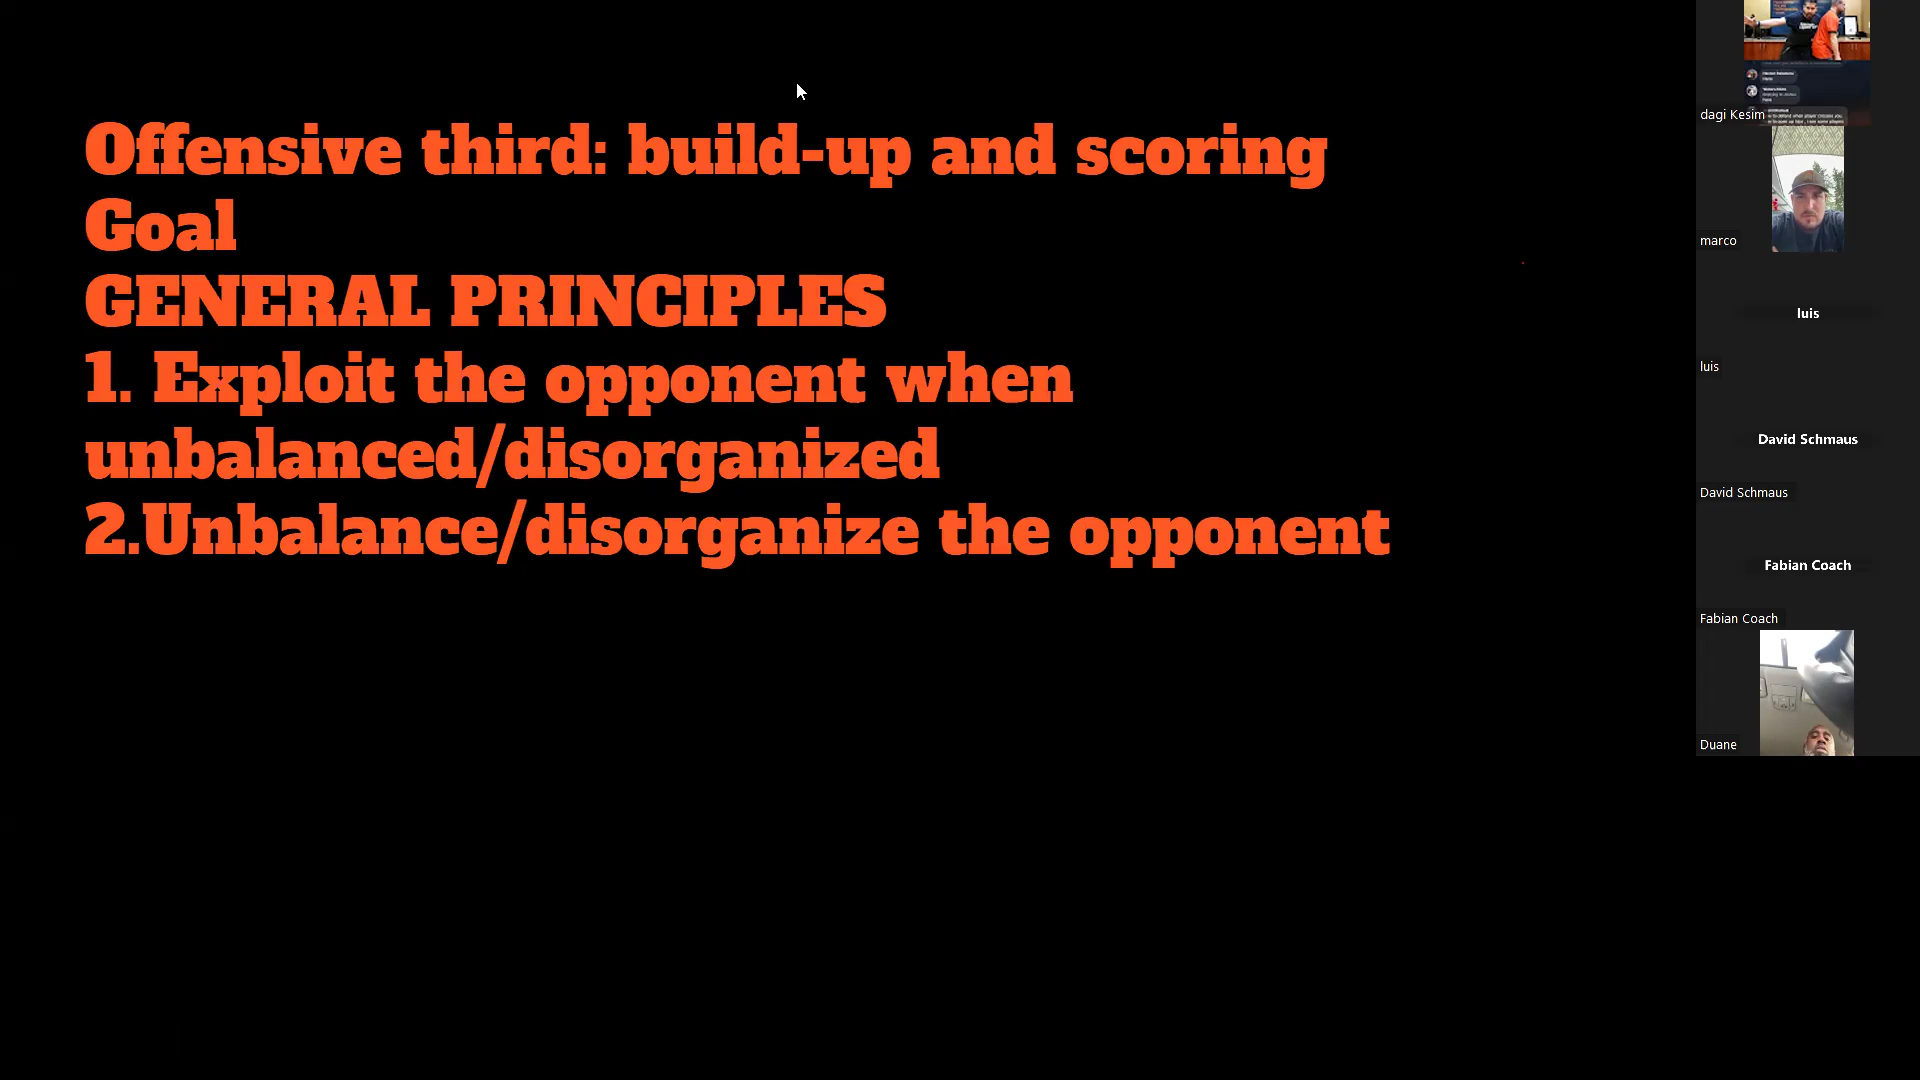 Offensive third: build-up and scoring
Goal
GENERAL PRINCIPLES
1. Exploit the opponent when
unbalanced/disorganized
2.Unbalance/disorganize the opponent
dagi Kesim
marco
luis
luis
David Schmaus
David Schmaus
Fabian Coach
Fabian Coach
Duane